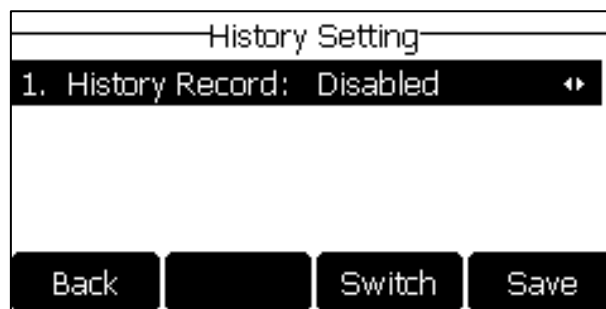 History Setting
1. History Record: Disabled
Back Switch Save